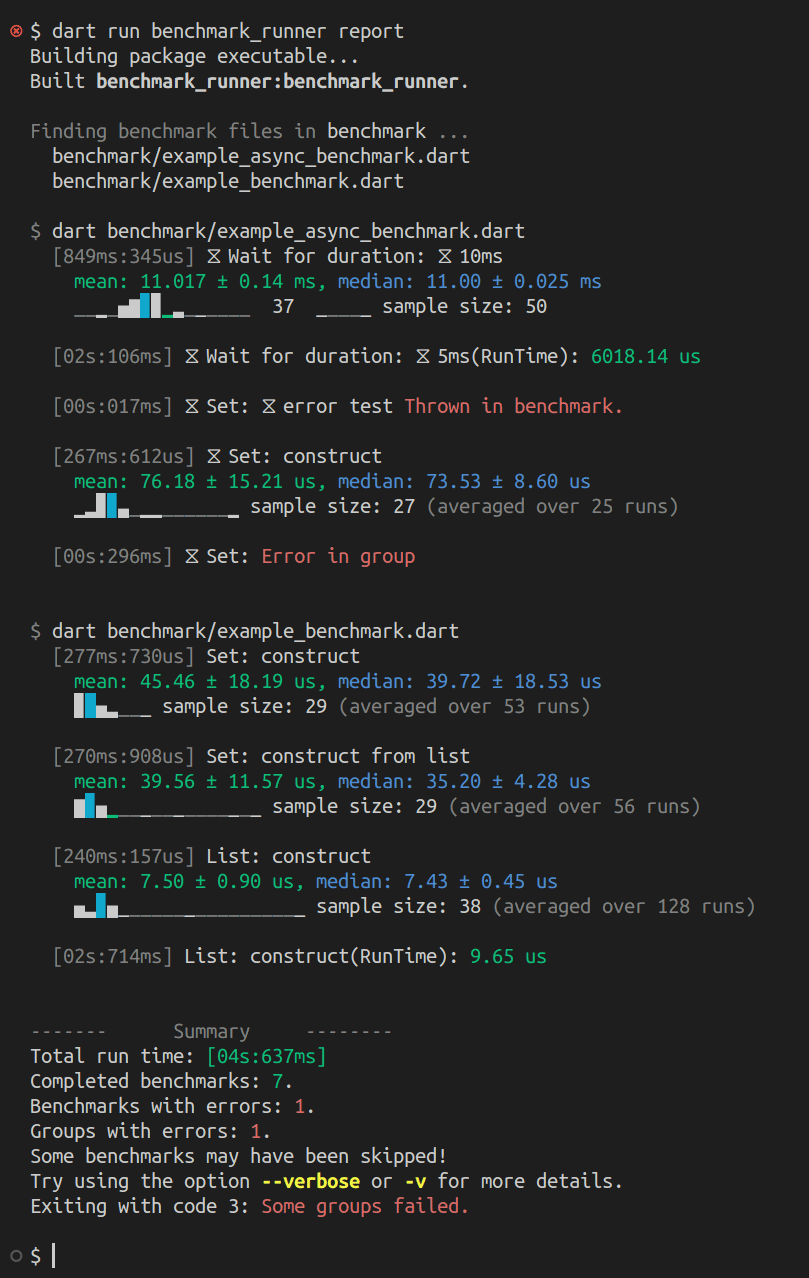 $ dart run benchmark_runner report
Building package executable...
Built benchmark_runner:benchmark_runner.
Finding benchmark files in benchmark ...
benchmark/example_async_benchmark.dart
benchmark/example_benchmark.dart
$ dart benchmark/example_async_benchmark.dart
[849ms:345us] ⧖ Wait for duration: ⧖ 10ms
mean: 11.017 ± 0.14 ms, median: 11.00 ± 0.025 ms
37 sample size: 50
[02s:106ms] ⧖ Wait for duration: ⧖ 5ms(RunTime): 6018.14 us
[00s:017ms] ⧖ Set: ⧖ error test Thrown in benchmark.
[267ms:612us] ⧖ Set: construct
mean: 76.18 ± 15.21 us, median: 73.53 ± 8.60 us
sample size: 27 (averaged over 25 runs)
[00s:296ms] ⧖ Set: Error in group
$ dart benchmark/example_benchmark.dart
[277ms:730us] Set: construct
mean: 45.46 ± 18.19 us, median: 39.72 ± 18.53 us
sample size: 29 (averaged over 53 runs)
[270ms:908us] Set: construct from list
mean: 39.56 ± 11.57 us, median: 35.20 ± 4.28 us
sample size: 29 (averaged over 56 runs)
[240ms:157us] List: construct
mean: 7.50 ± 0.90 us, median: 7.43 ± 0.45 us
sample size: 38 (averaged over 128 runs)
[02s:714ms] List: construct(RunTime): 9.65 us
------- Summary --------
Total run time: [04s:637ms]
Completed benchmarks: 7.
Benchmarks with errors: 1.
Groups with errors: 1.
Some benchmarks may have been skipped!
Try using the option --verbose or -v for more details.
Exiting with code 3: Some groups failed.
$